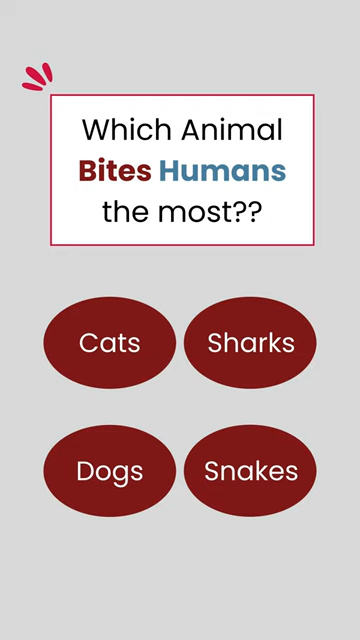 Which Animal
Bites Humans
the most??
Cats
Sharks
Dogs
Snakes